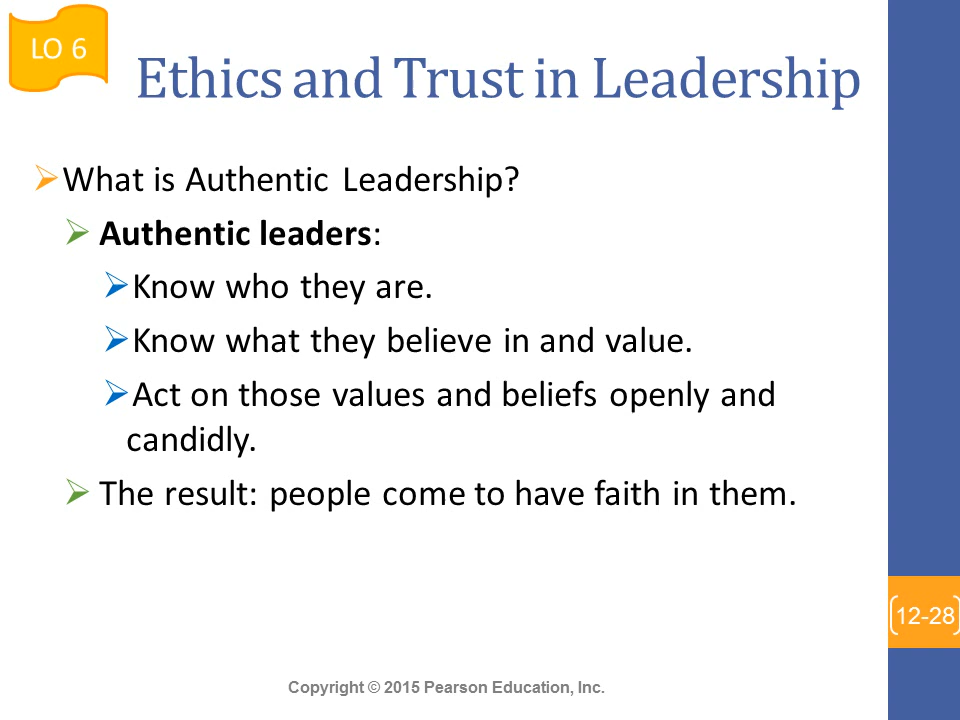 LO 6
Ethics and Trust in Leadership
What is Authentic Leadership?
Authentic leaders:
Know who they are.
Know what they believe in and value.
Act on those values and beliefs openly and
candidly.
The result: people come to have faith in them.
12-28
Copyright © 2015 Pearson Education, Inc.